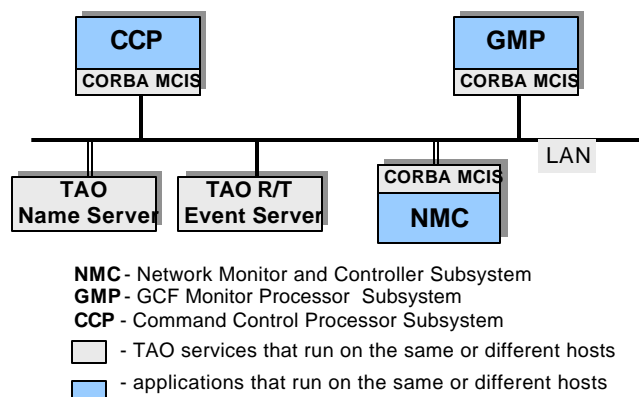 CCP
CORBA MCIS
GMP
CORBA MCIS
LAN
TAO
Name Server
TAO R/T
Event Server
CORBA MCIS
NMC
NMC - Network Monitor and Controller Subsystem
GMP - GCF Monitor Processor Subsystem
CCP - Command Control Processor Subsystem
- TAO services that run on the same or different hosts
- applications that run on the same or different hosts